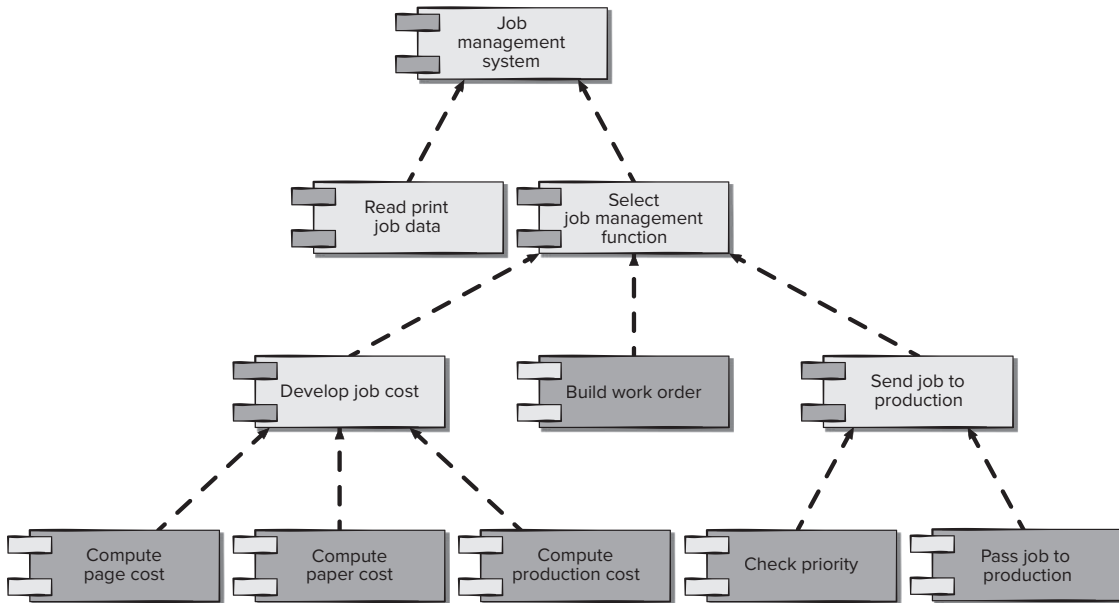 Job
management
system
Read print
job data
Select
job management
function
Develop job cost
Build work order
Send job to
production
Compute
page cost
Compute
paper cost
Compute
production cost
Check priority
Pass job to
production